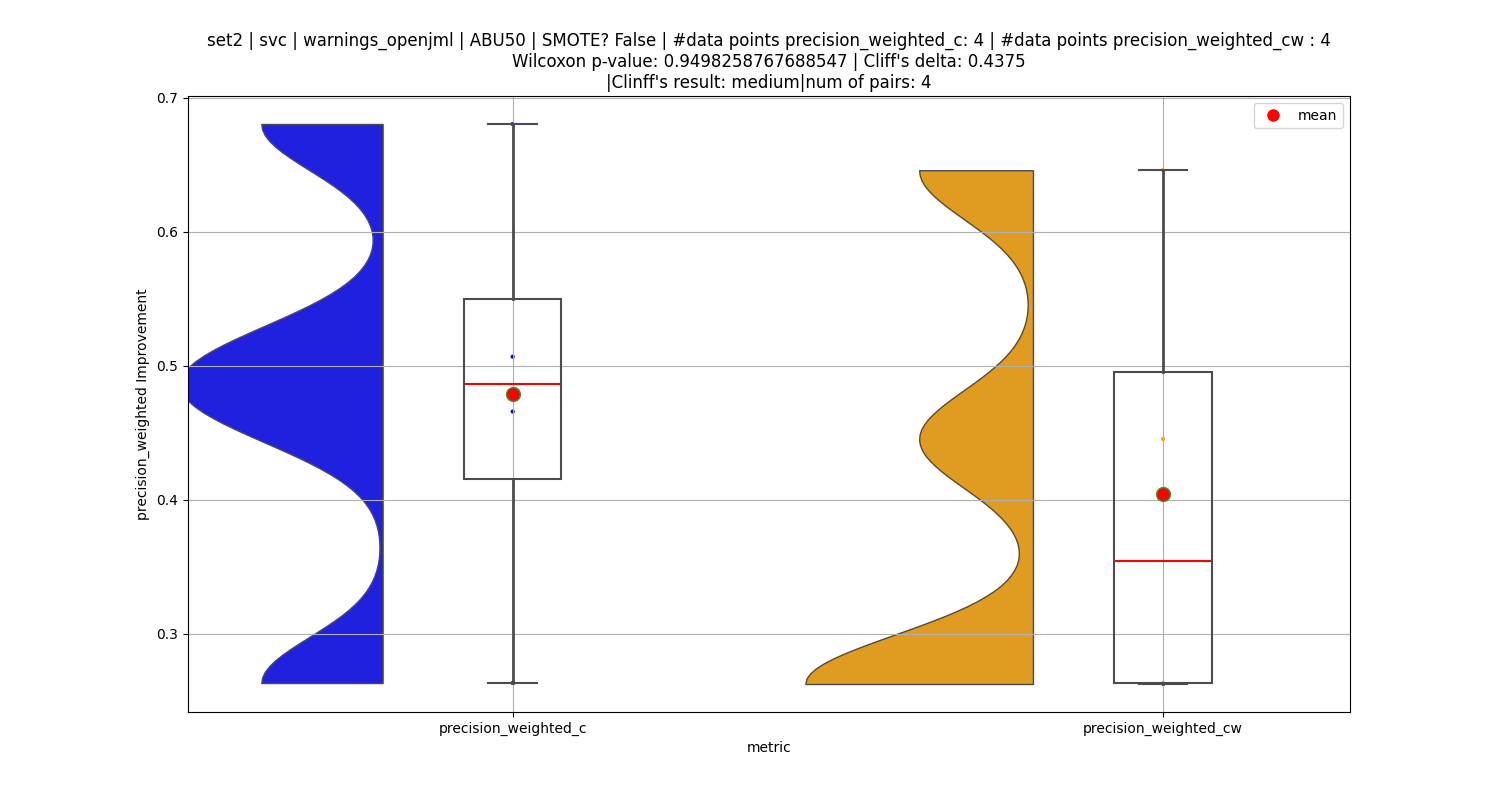 set2 | svc | warnings_openjml | ABU50 | SMOTE? False | #data points precision_weighted_c: 4 | #data points precision_weighted_cw : 4
Wilcoxon p-value: 0.9498258767688547 | Cliff's delta: 0.4375
|Clinff's result: medium|num of pairs: 4
mean
precision_weighted Improvement
0.7
0.6
0.5
0.4
0.3
precision_weighted_c
precision_weighted_cw
metric